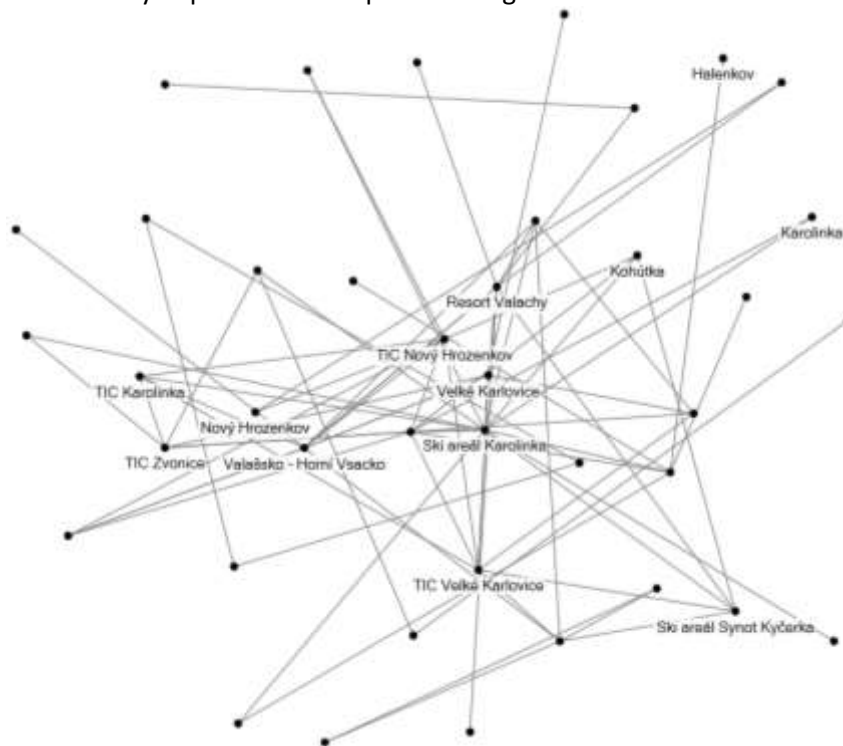 Halenkov
Karolinka
Kohútka
Resort Valachy
TIC Nový Hrozenkov
TIC Karolinka
Velké Karlovice
Nový Hrozenkov
Ski areál Karolinka
TIC Zvonice
Valašsko - Horní Vsacko
TIC Velké Karlovice
Ski areál Synot Kyčerka